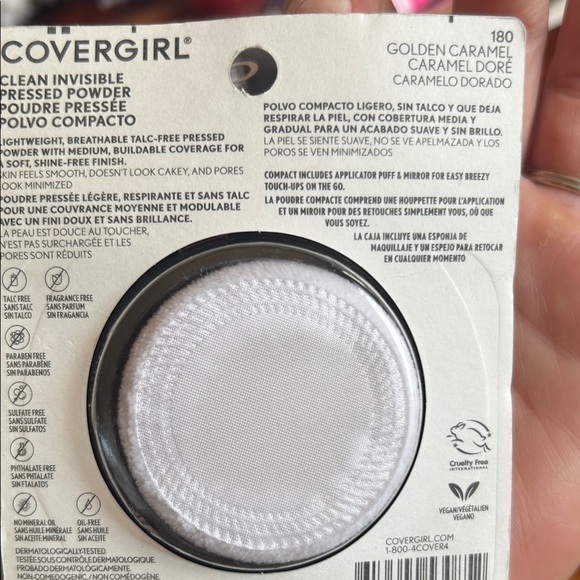 COVERGIRL®
CLEAN INVISIBLE
PRESSED POWDER
POUDRE PRESSÉE
POLVO COMPACTO
LIGHTWEIGHT, BREATHABLE TALC-FREE PRESSED
POWDER WITH MEDIUM, BUILDABLE COVERAGE FOR
A SOFT, SHINE-FREE FINISH.
SKIN FEELS SMOOTH, DOESN'T LOOK CAKEY, AND PORES
LOOK MINIMIZED
POUDRE PRESSÉE LÉGÈRE, RESPIRANTE ET SANS TALC
POUR UNE COUVRANCE MOYENNE ET MODULABLE
AVEC UN FINI DOUX ET SANS BRILLANCE.
LA PEAU EST DOUCE AU TOUCHER,
N'EST PAS SURCHARGÉE ET LES
PORES SONT RÉDUITS
180
GOLDEN CARAMEL
CARAMEL DORÉ
CARAMELO DORADO
POLVO COMPACTO LIGERO, SIN TALCO Y QUE DEJA
RESPIRAR LA PIEL, CON COBERTURA MEDIA Y
GRADUAL PARA UN ACABADO SUAVE Y SIN BRILLO.
LA PIEL SE SIENTE SUAVE, NO SE VE APELMAZADA Y LOS
POROS SE VEN MINIMIZADOS
COMPACT INCLUDES APPLICATOR PUFF & MIRROR FOR EASY BREEZY
TOUCH-UPS ON THE GO.
LA POUDRE COMPACTE COMPREND UNE HOUPPETTE POUR L'APPLICATION
ET UN MIROIR POUR DES RETOUCHES SIMPLEMENT VOUS, OÙ QUE
VOUS SOYEZ.
LA CAJA INCLUYE UNA ESPONJA DE
MAQUILLAJE Y UN ESPEJO PARA RETOCAR
EN CUALQUIER MOMENTO
TALC FREE
SANS TALC
SIN TALCO
FRAGRANCE FREE
SANS PARFUM
SIN FRAGANCIA
PARABEN FREE
SANS PARABÈNE
SIN PARABENOS
SULFATE FREE
SANS SULFATE
SIN SULFATOS
PHTHALATE FREE
SANS PHTALATE
SIN FTALATOS
NO MINERAL OIL
SANS HUILE MINÉRALE
SIN ACEITE MINERAL
OIL-FREE
SANS HUILE
SIN ACEITE
DERMATOLOGICALLY-TESTED
TESTÉE SOUS CONTRÔLE DERMATOLOGIQUE
PROBADO DERMATOLÓGICAMENTE
NON-COMEDOGENIC / NON COMÉDOGÈNE
Cruelty Free
INTERNATIONAL
VEGAN/VÉGÉTALIEN
VEGANO
COVERGIRL.COM
1-800-4COVER4